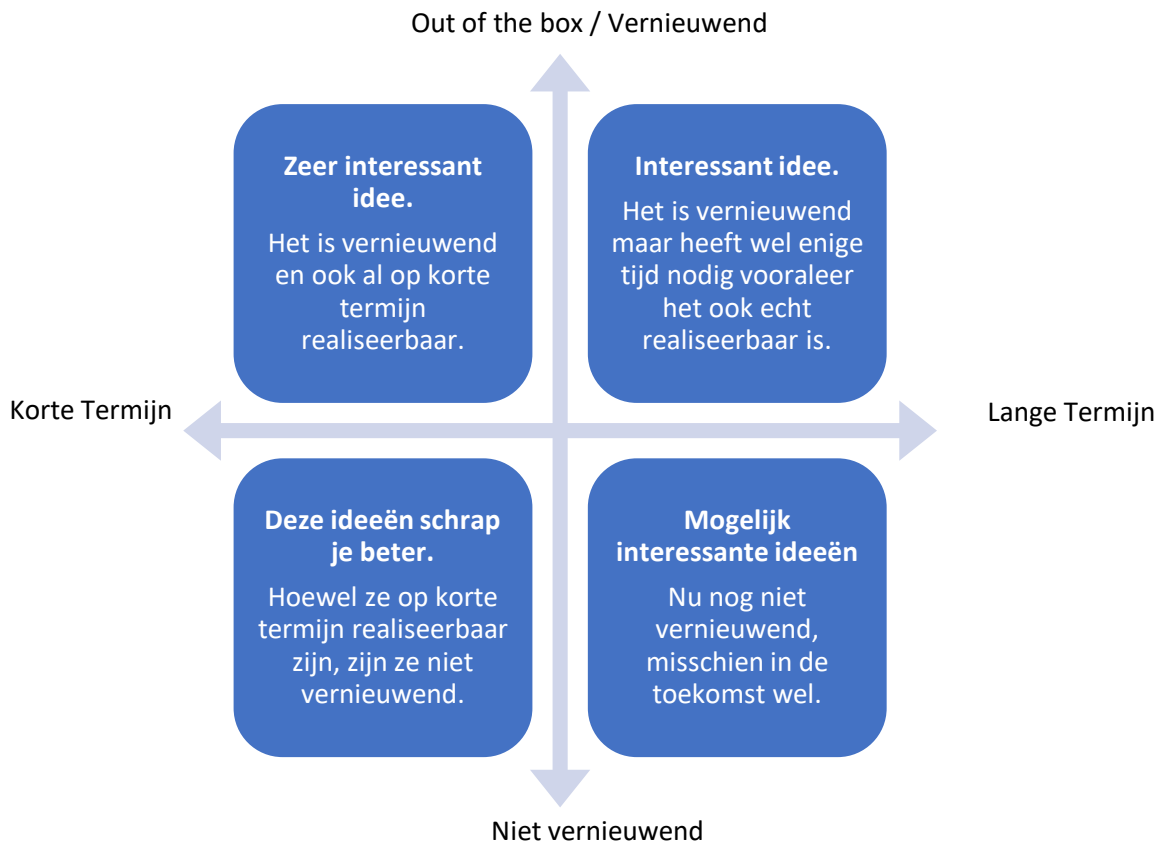 Out of the box / Vernieuwend
Zeer interessant
idee.
Het is vernieuwend
en ook al op korte
termijn
realiseerbaar.
Interessant idee.
Het is vernieuwend
maar heeft wel enige
tijd nodig vooraleer
het ook echt
realiseerbaar is.
Korte Termijn
Lange Termijn
Deze ideeën schrap
je beter.
Hoewel ze op korte
termijn realiseerbaar
zijn, zijn ze niet
vernieuwend.
Mogelijk
interessante ideeën
Nu nog niet
vernieuwend,
misschien in de
toekomst wel.
Niet vernieuwend